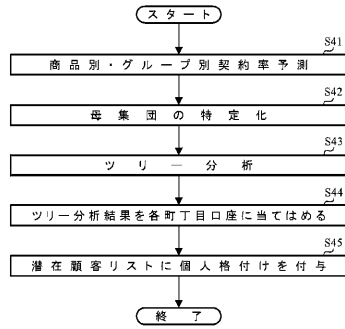 スタート
S41
商品別・グループ別契約率予測
S42
母集団の特定化
S43
ツリー分析
S44
ツリー分析結果を各町丁目口座に当てはめる
S45
潜在顧客リストに個人格付けを付与
終了